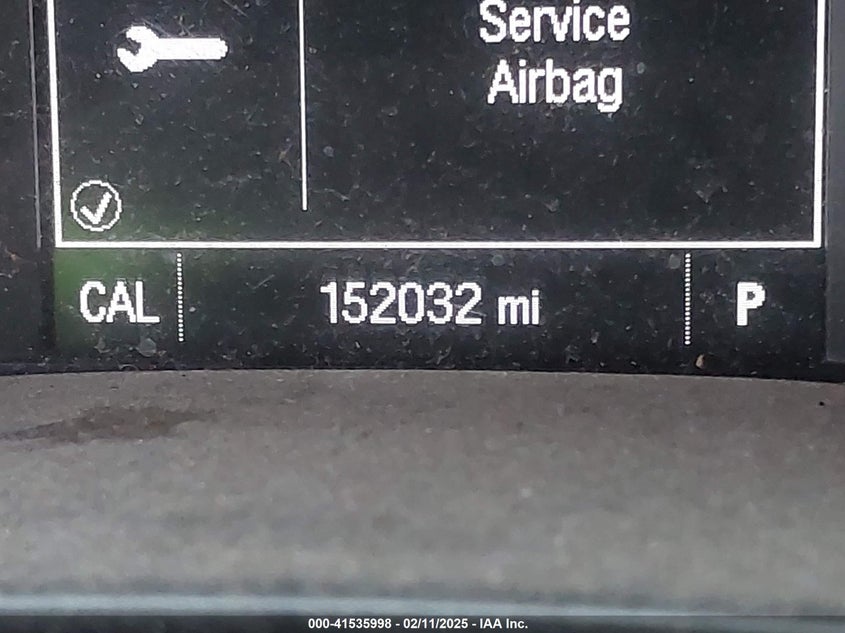 Service
Airbag
CAL 152032 mi P
000-41535998 - 02/11/2025 - IAA Inc.